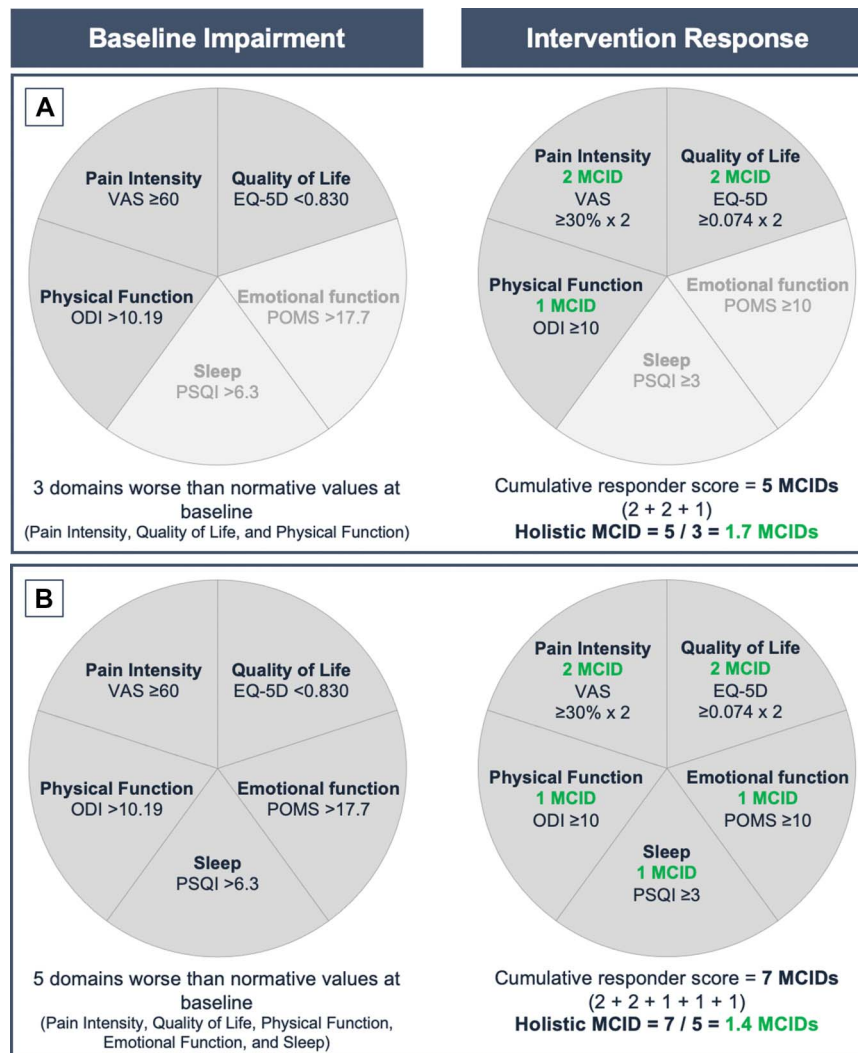 Baseline Impairment
Intervention Response
A
Pain Intensity
VAS ≥60
Quality of Life
EQ-5D <0.830
Physical Function
ODI >10.19
Emotional function
POMS >17.7
Sleep
PSQI >6.3
3 domains worse than normative values at
baseline
(Pain Intensity, Quality of Life, and Physical Function)
Pain Intensity
2 MCID
VAS
≥30% x 2
Quality of Life
2 MCID
EQ-5D
≥0.074 x 2
Physical Function
1 MCID
ODI ≥10
Emotional function
POMS ≥10
Sleep
PSQI ≥3
Cumulative responder score = 5 MCIDs
(2 + 2 + 1)
Holistic MCID = 5 / 3 = 1.7 MCIDs
B
Pain Intensity
VAS ≥60
Quality of Life
EQ-5D <0.830
Physical Function
ODI >10.19
Emotional function
POMS >17.7
Sleep
PSQI >6.3
5 domains worse than normative values at
baseline
(Pain Intensity, Quality of Life, Physical Function,
Emotional Function, and Sleep)
Pain Intensity
2 MCID
VAS
≥30% x 2
Quality of Life
2 MCID
EQ-5D
≥0.074 x 2
Physical Function
1 MCID
ODI ≥10
Emotional function
1 MCID
POMS ≥10
Sleep
1 MCID
PSQI ≥3
Cumulative responder score = 7 MCIDs
(2 + 2 + 1 + 1 + 1)
Holistic MCID = 7 / 5 = 1.4 MCIDs